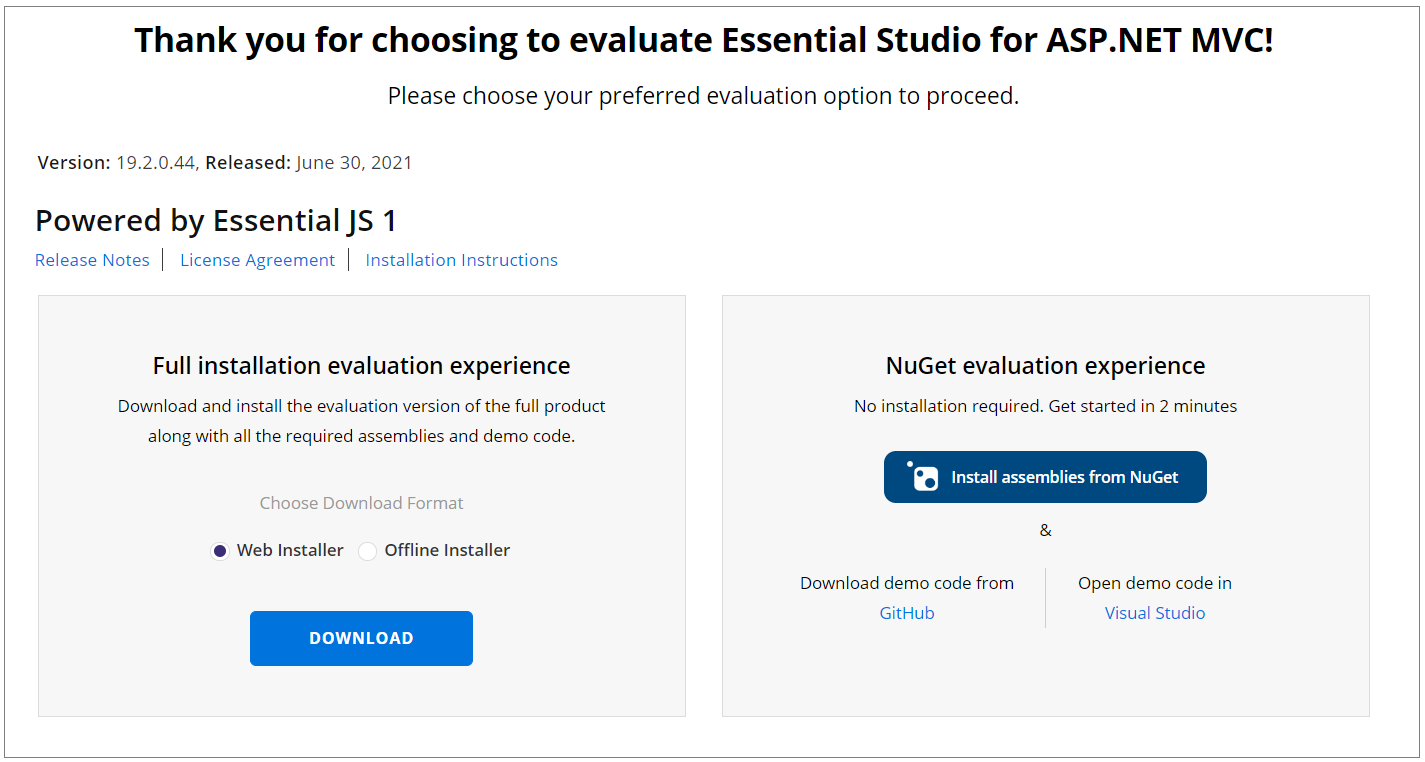 Thank you for choosing to evaluate Essential Studio for ASP.NET MVC!
Please choose your preferred evaluation option to proceed.
Version: 19.2.0.44, Released: June 30, 2021
Powered by Essential JS 1
Release Notes License Agreement Installation Instructions
Full installation evaluation experience
Download and install the evaluation version of the full product
along with all the required assemblies and demo code.
Choose Download Format
Web Installer Offline Installer
DOWNLOAD
NuGet evaluation experience
No installation required. Get started in 2 minutes
Install assemblies from NuGet
&
Download demo code from
GitHub
Open demo code in
Visual Studio